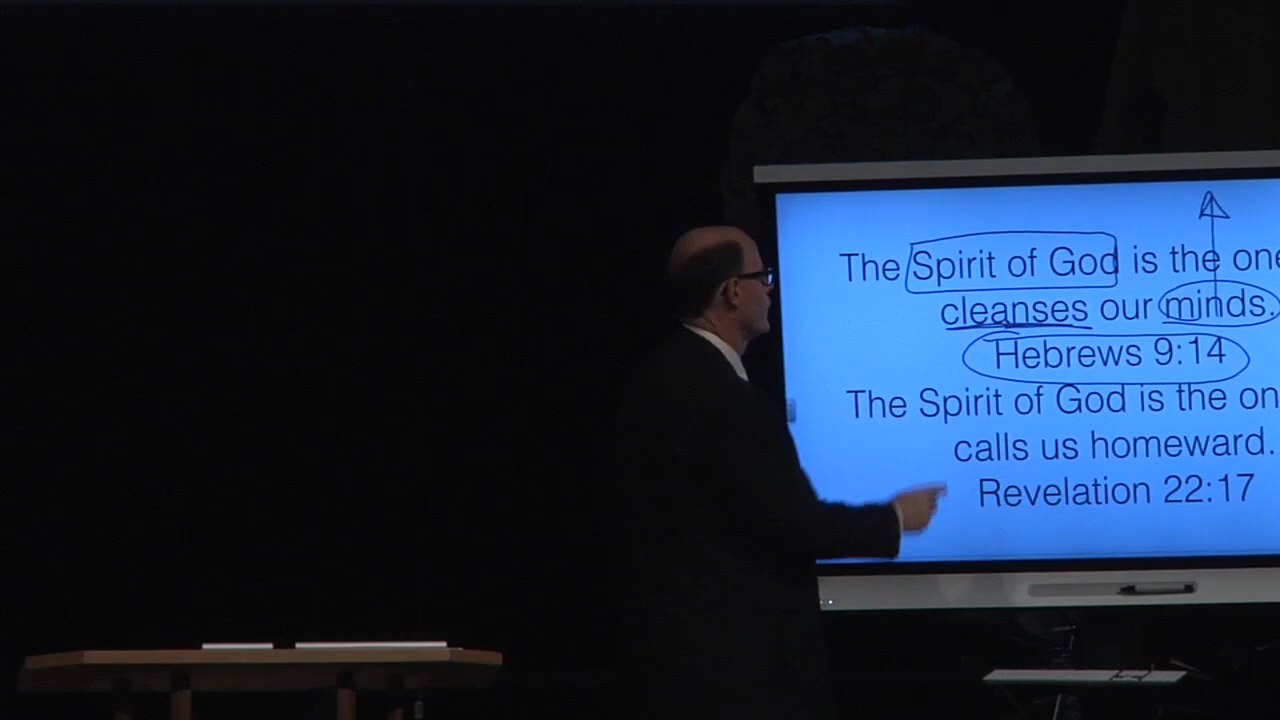 The Spirit of God is the one
cleanses our minds.
Hebrews 9:14
The Spirit of God is the on
calls us homeward.
Revelation 22:17